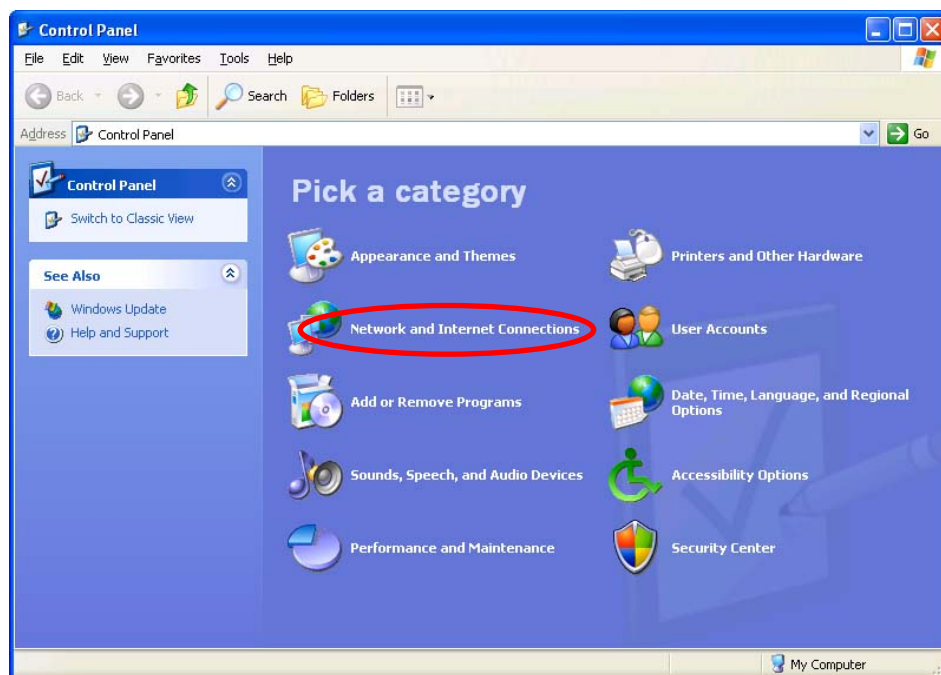 Control Panel
File Edit View Favorites Tools Help
Back Search Folders
Address Control Panel Go
Control Panel
Switch to Classic View
See Also
Windows Update
Help and Support
Pick a category
Appearance and Themes
Printers and Other Hardware
Network and Internet Connections
User Accounts
Add or Remove Programs
Date, Time, Language, and Regional
Options
Sounds, Speech, and Audio Devices
Accessibility Options
Performance and Maintenance
Security Center
My Computer